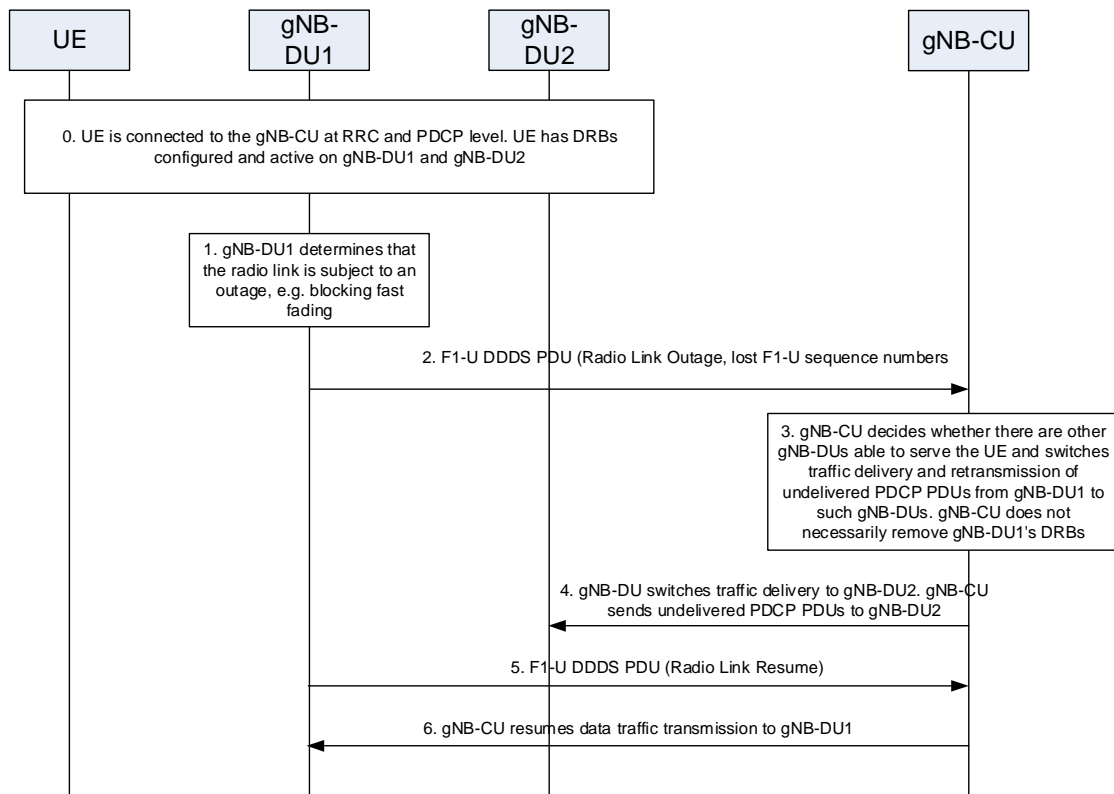 UE
gNB-
DU1
gNB-
DU2
gNB-CU
0. UE is connected to the gNB-CU at RRC and PDCP level. UE has DRBs
configured and active on gNB-DU1 and gNB-DU2
1. gNB-DU1 determines that
the radio link is subject to an
outage, e.g. blocking fast
fading
2. F1-U DDDS PDU (Radio Link Outage, lost F1-U sequence numbers
3. gNB-CU decides whether there are other
gNB-DUs able to serve the UE and switches
traffic delivery and retransmission of
undelivered PDCP PDUs from gNB-DU1 to
such gNB-DUs. gNB-CU does not
necessarily remove gNB-DU1's DRBs
4. gNB-DU switches traffic delivery to gNB-DU2. gNB-CU
sends undelivered PDCP PDUs to gNB-DU2
5. F1-U DDDS PDU (Radio Link Resume)
6. gNB-CU resumes data traffic transmission to gNB-DU1